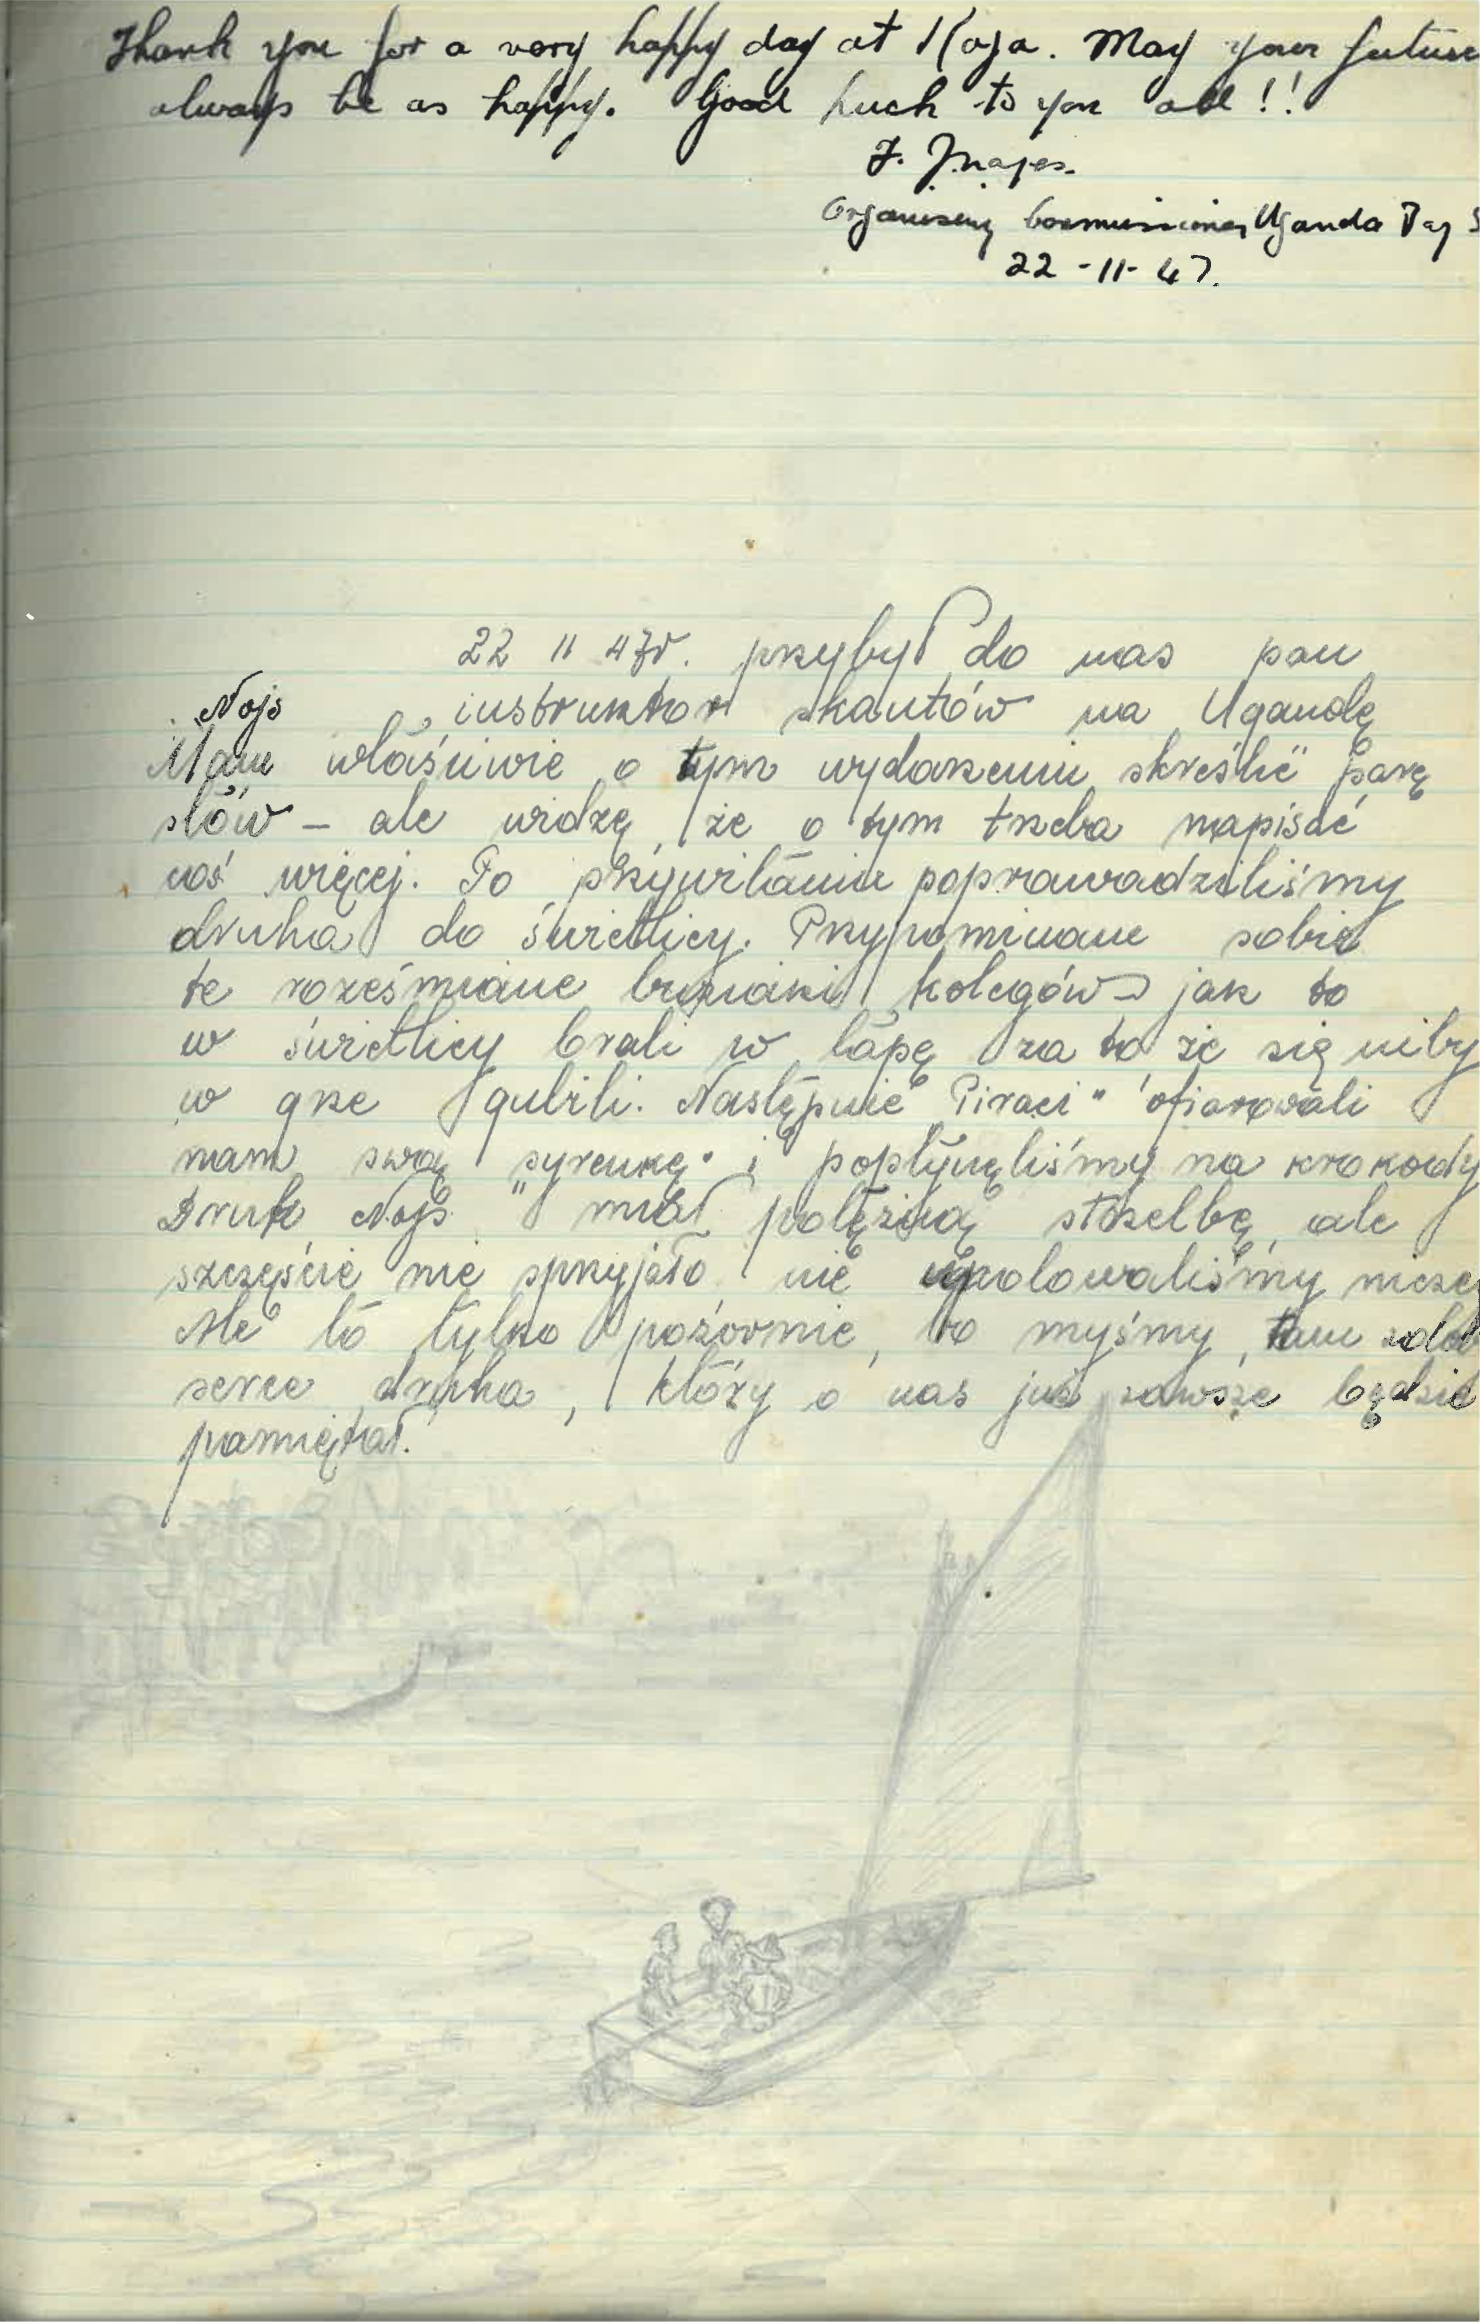 Thank you for a very happy day at Koja. May your future
always be as happy. Good Luck to you all!!
Organising Commissioner, Uganda
22-11-47.
22 11 47r. przybył do nas pan
Nojs instruktor skautów na Ugandę
Mam właściwie o tym wydarzeniu skreślić parę
słów – ale widzę, że o tym trzeba napisać
coś więcej. Po przywitaniu poprowadziliśmy
druha do świetlicy. Przypominam sobie
te roześmiane buziaki kolegów – jak to
w świetlicy brali w łapę za to że się niby
w grze gubili. Następnie "Piraci" ofiarowali
nam swą "syrenkę" i popłynęliśmy na krokody
Druh Nojs miał potężną strzelbę, ale
szczęście nie sprzyjało nie upolowaliśmy nicze
Ale to tylko pozornie, bo myśmy tam zdob
serce druha, który o nas już zawsze będzie
pamiętał.